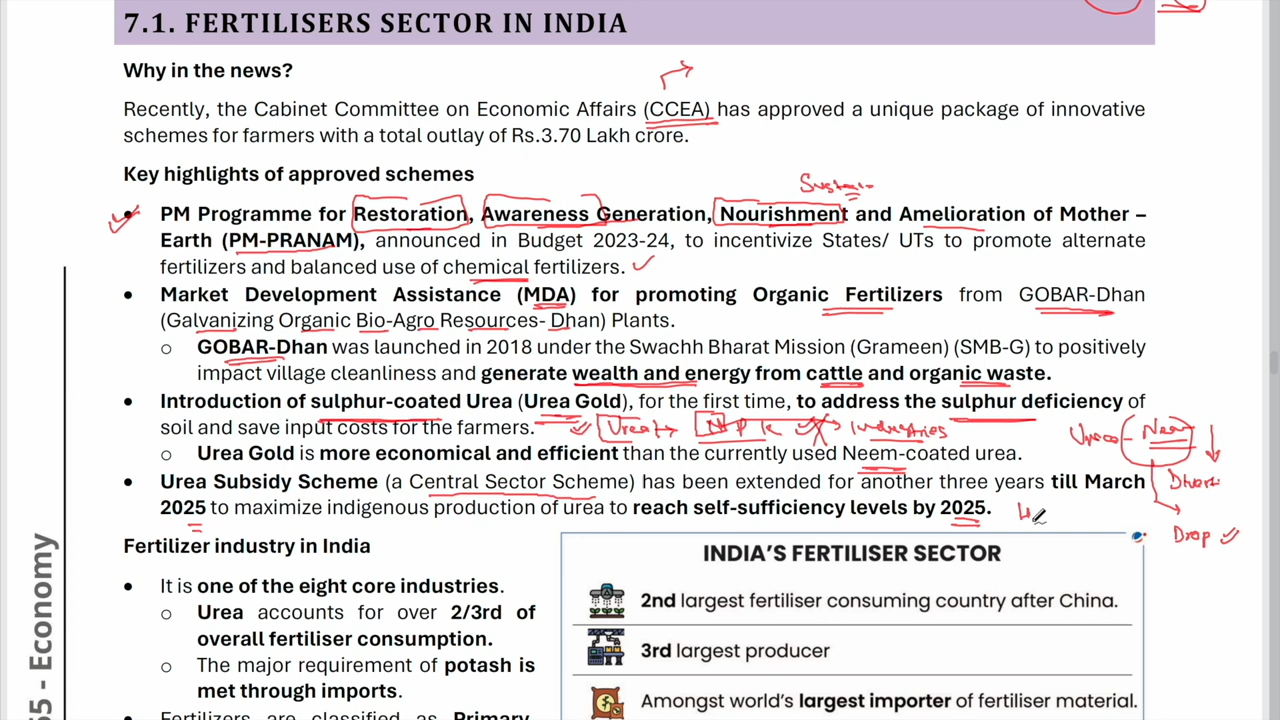 7.1. FERTILISERS SECTOR IN INDIA
Why in the news?
Recently, the Cabinet Committee on Economic Affairs (CCEA) has approved a unique package of innovative
schemes for farmers with a total outlay of Rs.3.70 Lakh crore.
Key highlights of approved schemes
• PM Programme for Restoration, Awareness Generation, Nourishment and Amelioration of Mother –
Earth (PM-PRANAM), announced in Budget 2023-24, to incentivize States/ UTs to promote alternate
fertilizers and balanced use of chemical fertilizers.
• Market Development Assistance (MDA) for promoting Organic Fertilizers from GOBAR-Dhan
(Galvanizing Organic Bio-Agro Resources- Dhan) Plants.
o GOBAR-Dhan was launched in 2018 under the Swachh Bharat Mission (Grameen) (SMB-G) to positively
impact village cleanliness and generate wealth and energy from cattle and organic waste.
• Introduction of sulphur-coated Urea (Urea Gold), for the first time, to address the sulphur deficiency of
soil and save input costs for the farmers.
Urea → N P K Industries
Urea - Neem
o Urea Gold is more economical and efficient than the currently used Neem-coated urea.
• Urea Subsidy Scheme (a Central Sector Scheme) has been extended for another three years till March
2025 to maximize indigenous production of urea to reach self-sufficiency levels by 2025.
Drop
Fertilizer industry in India
• It is one of the eight core industries.
o Urea accounts for over 2/3rd of
overall fertiliser consumption.
o The major requirement of potash is
met through imports.
• Fertilizers are classified as Primary,
INDIA'S FERTILISER SECTOR
2nd largest fertiliser consuming country after China.
3rd largest producer
Amongst world's largest importer of fertiliser material.
- Economy